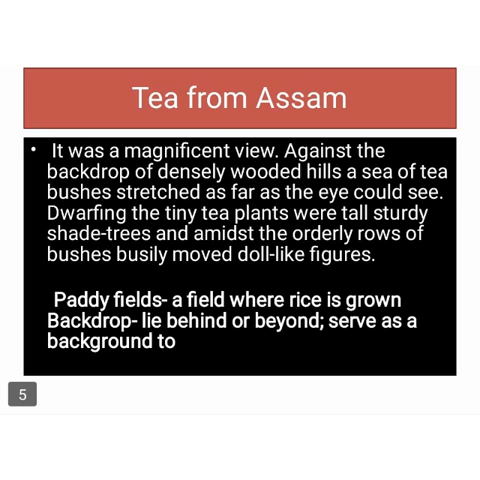 Tea from Assam
• It was a magnificent view. Against the
backdrop of densely wooded hills a sea of tea
bushes stretched as far as the eye could see.
Dwarfing the tiny tea plants were tall sturdy
shade-trees and amidst the orderly rows of
bushes busily moved doll-like figures.
Paddy fields- a field where rice is grown
Backdrop- lie behind or beyond; serve as a
background to
5